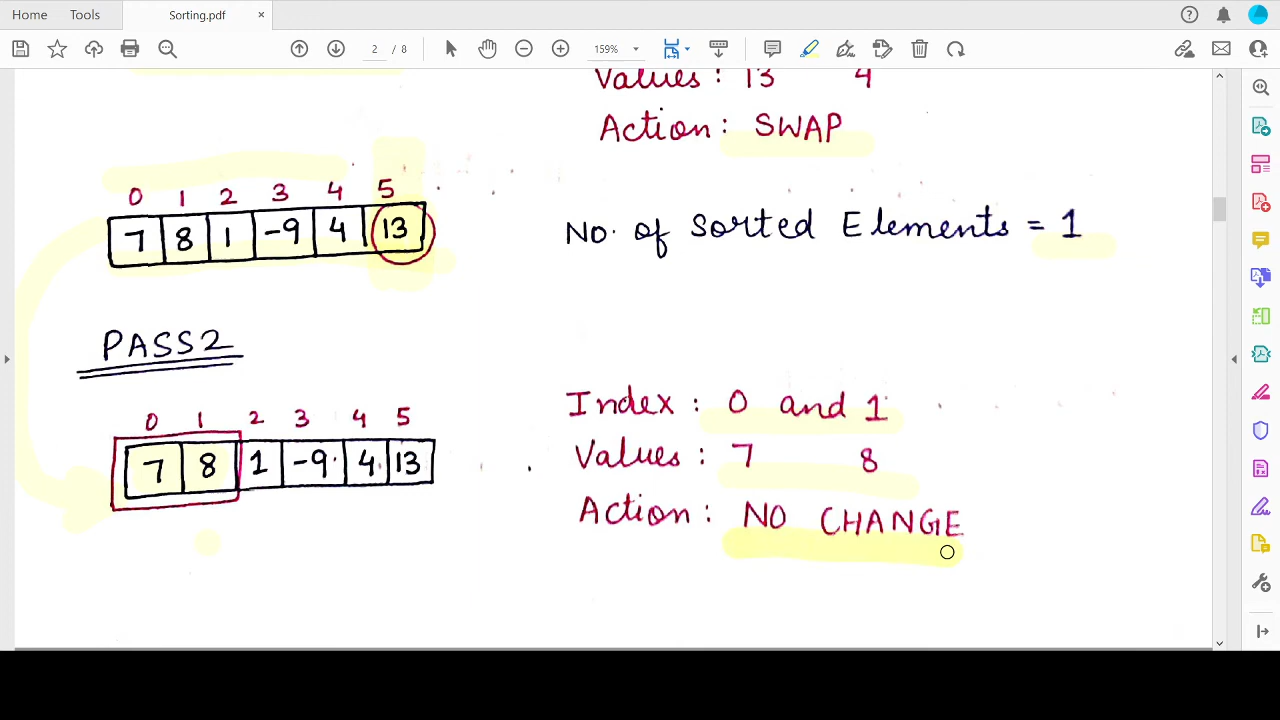 Home Tools Sorting.pdf ×
2 / 8 159%
Values : 13 4
Action : SWAP
0 1 2 3 4 5
7 8 1 -9 4 13
No. of Sorted Elements = 1
PASS2
0 1 2 3 4 5
7 8 1 -9 4 13
Index : 0 and 1
Values : 7 8
Action : NO CHANGE